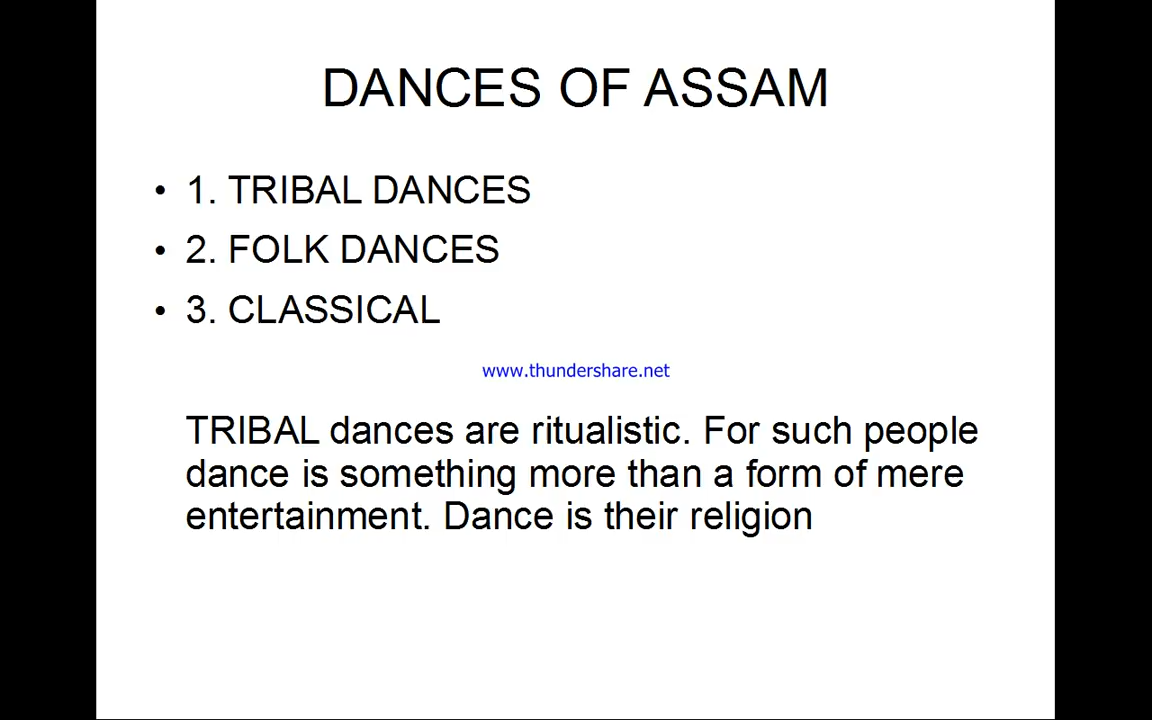 DANCES OF ASSAM
• 1. TRIBAL DANCES
• 2. FOLK DANCES
• 3. CLASSICAL
www.thundershare.net
TRIBAL dances are ritualistic. For such people
dance is something more than a form of mere
entertainment. Dance is their religion